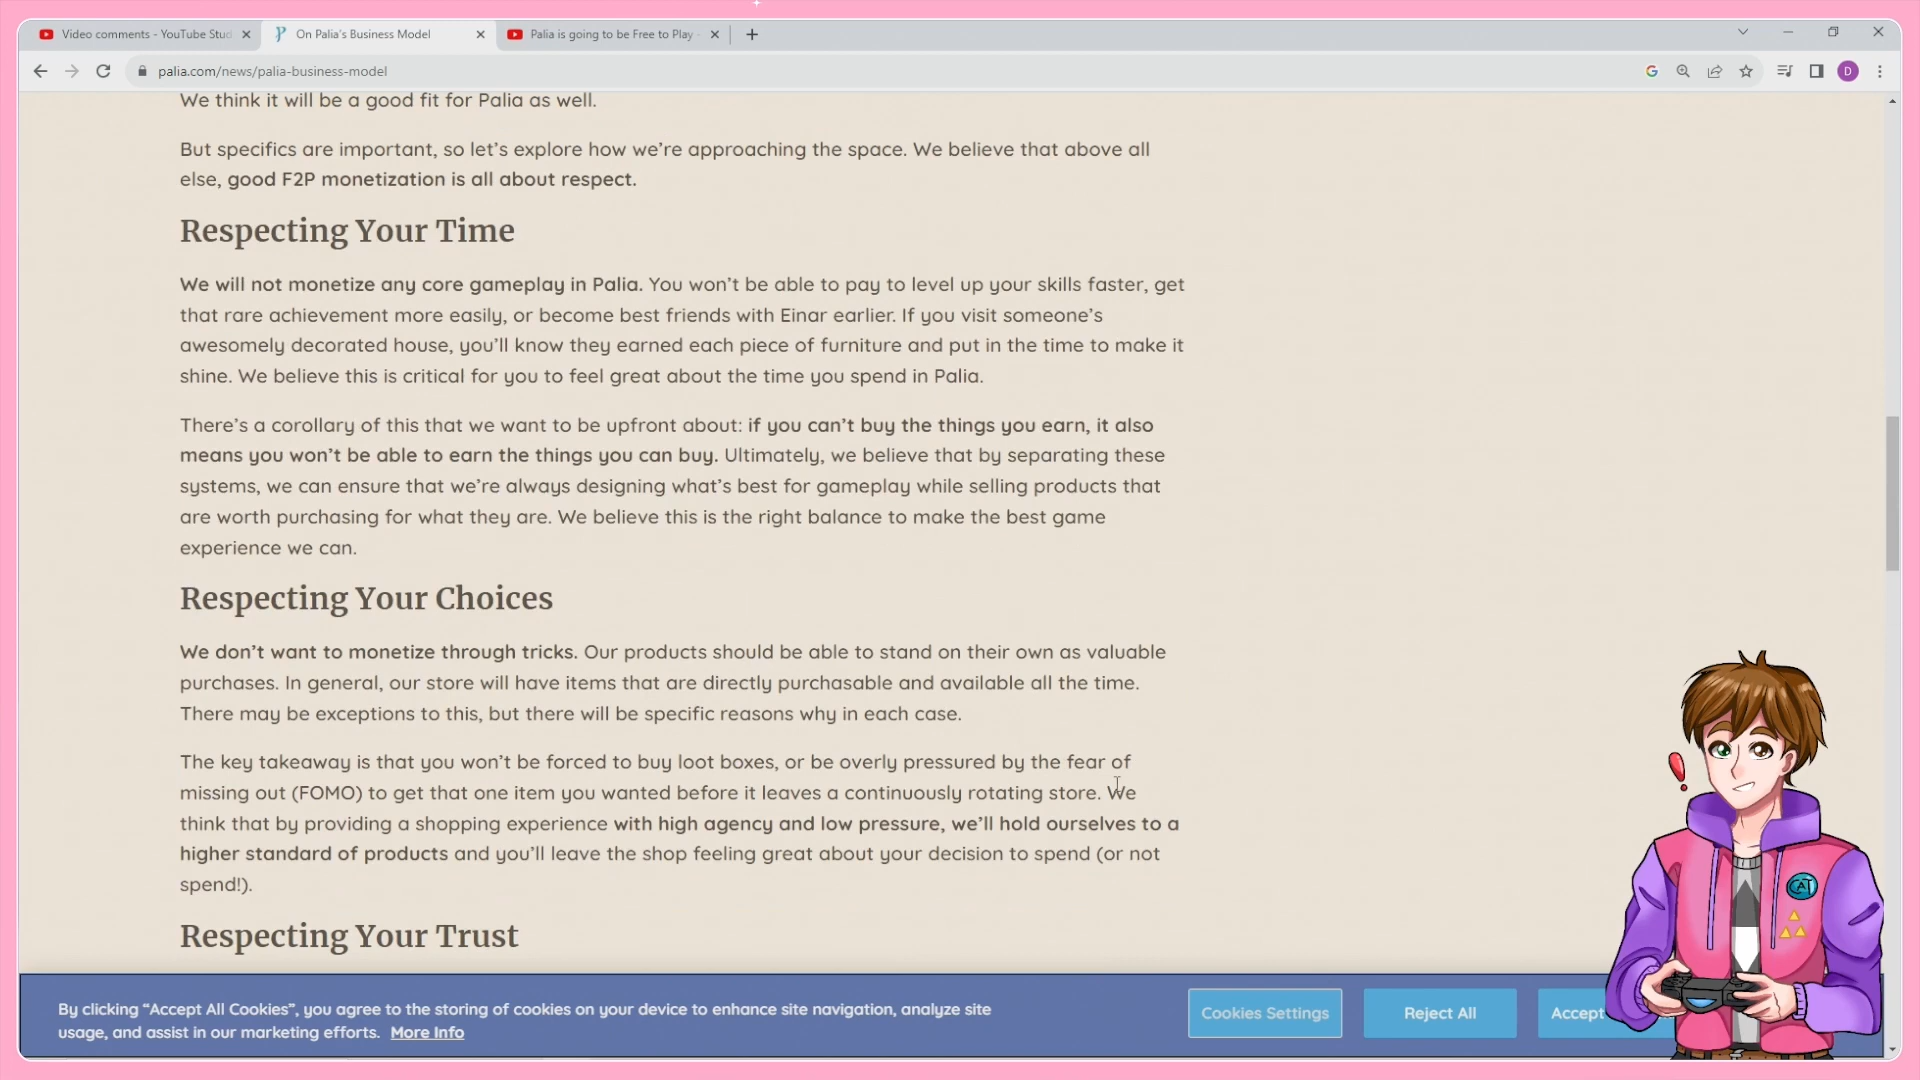 Video comments - YouTube Stud
On Palia's Business Model
Palia is going to be Free to Play -
palia.com/news/palia-business-model
D
We think it will be a good fit for Palia as well.
But specifics are important, so let's explore how we're approaching the space. We believe that above all
else, good F2P monetization is all about respect.
Respecting Your Time
We will not monetize any core gameplay in Palia. You won't be able to pay to level up your skills faster, get
that rare achievement more easily, or become best friends with Einar earlier. If you visit someone's
awesomely decorated house, you'll know they earned each piece of furniture and put in the time to make it
shine. We believe this is critical for you to feel great about the time you spend in Palia.
There's a corollary of this that we want to be upfront about: if you can't buy the things you earn, it also
means you won't be able to earn the things you can buy. Ultimately, we believe that by separating these
systems, we can ensure that we're always designing what's best for gameplay while selling products that
are worth purchasing for what they are. We believe this is the right balance to make the best game
experience we can.
Respecting Your Choices
We don't want to monetize through tricks. Our products should be able to stand on their own as valuable
purchases. In general, our store will have items that are directly purchasable and available all the time.
There may be exceptions to this, but there will be specific reasons why in each case.
The key takeaway is that you won't be forced to buy loot boxes, or be overly pressured by the fear of
missing out (FOMO) to get that one item you wanted before it leaves a continuously rotating store. We
think that by providing a shopping experience with high agency and low pressure, we'll hold ourselves to a
higher standard of products and you'll leave the shop feeling great about your decision to spend (or not
spend!).
Respecting Your Trust
By clicking “Accept All Cookies”, you agree to the storing of cookies on your device to enhance site navigation, analyze site
usage, and assist in our marketing efforts. More Info
Cookies Settings
Reject All
Accept
CAT